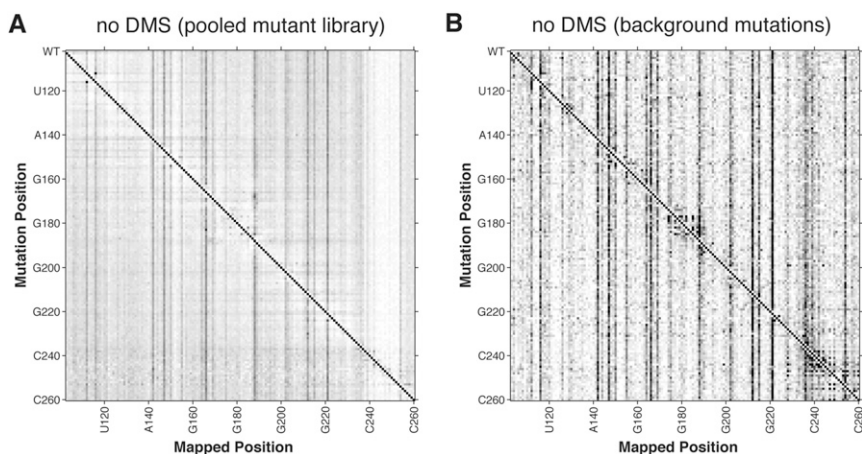 A
no DMS (pooled mutant library)
WT
U120
A140
G160
G180
G200
G220
C240
C260
Mutation Position
U120
A140
G160
G180
G200
G220
C240
C260
Mapped Position
B
no DMS (background mutations)
WT
U120
A140
G160
G180
G200
G220
C240
C260
Mutation Position
U120
A140
G160
G180
G200
G220
C240
C260
Mapped Position